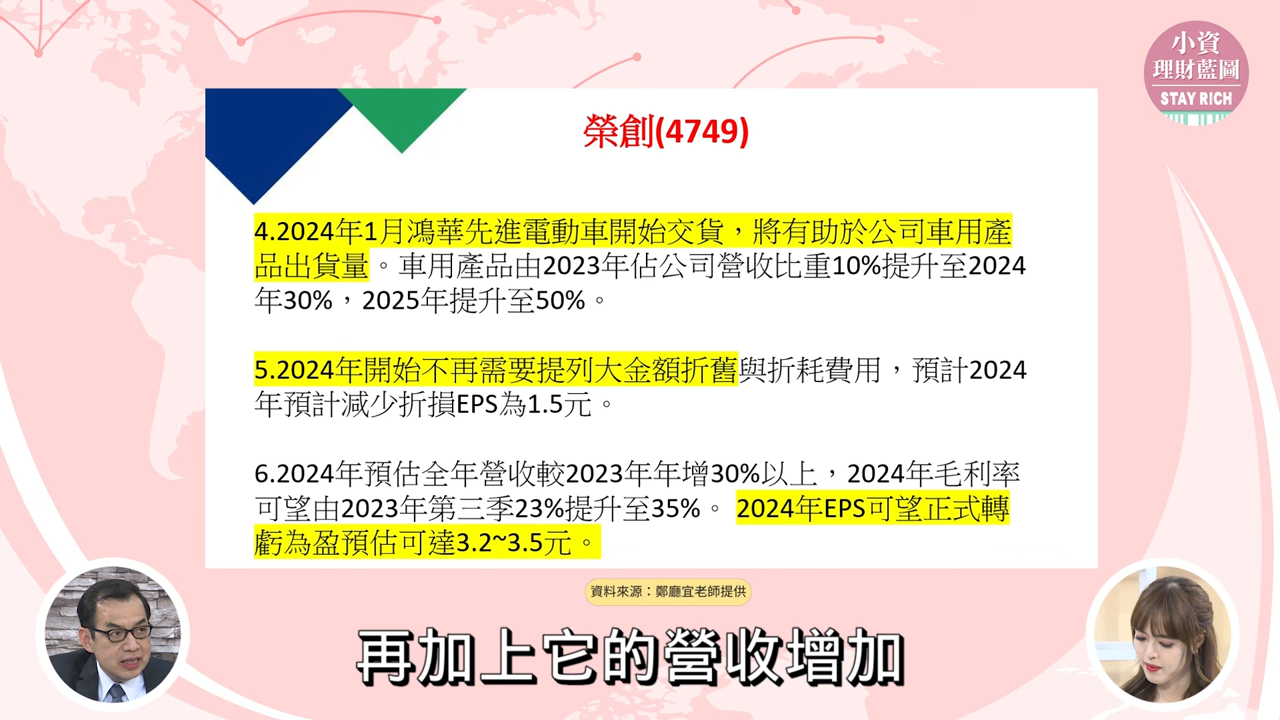 小資
理財藍圖
STAY RICH
榮創(4749)
4.2024年1月鴻華先進電動車開始交貨，將有助於公司車用產
品出貨量。車用產品由2023年佔公司營收比重10%提升至2024
年30%，2025年提升至50%。
5.2024年開始不再需要提列大金額折舊與折耗費用，預計2024
年預計減少折損EPS為1.5元。
6.2024年預估全年營收較2023年年增30%以上，2024年毛利率
可望由2023年第三季23%提升至35%。 2024年EPS可望正式轉
虧為盈預估可達3.2~3.5元。
資料來源：鄭廳宜老師提供
再加上它的營收增加